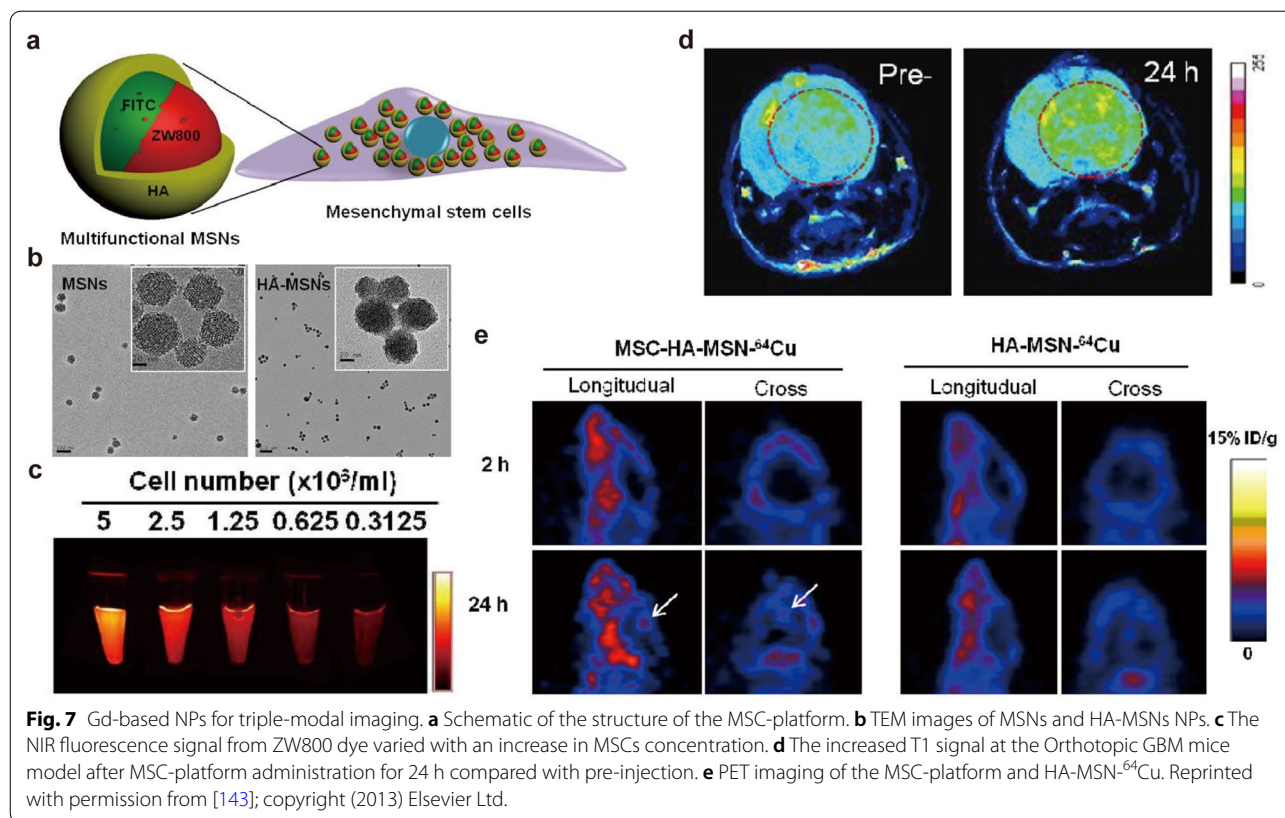 a
FITC
ZW800
HA
Multifunctional MSNs
Mesenchymal stem cells
b
MSNs
HA-MSNs
20 nm
c
Cell number (x10⁶/ml)
5 2.5 1.25 0.625 0.3125
d
Pre-
24 h
255
0
e
MSC-HA-MSN-⁶⁴Cu
HA-MSN-⁶⁴Cu
Longitudual Cross Longitudual Cross
2 h
24 h
15% ID/g
0
Fig. 7 Gd-based NPs for triple-modal imaging. a Schematic of the structure of the MSC-platform. b TEM images of MSNs and HA-MSNs NPs. c The
NIR fluorescence signal from ZW800 dye varied with an increase in MSCs concentration. d The increased T1 signal at the Orthotopic GBM mice
model after MSC-platform administration for 24 h compared with pre-injection. e PET imaging of the MSC-platform and HA-MSN-⁶⁴Cu. Reprinted
with permission from [143]; copyright (2013) Elsevier Ltd.